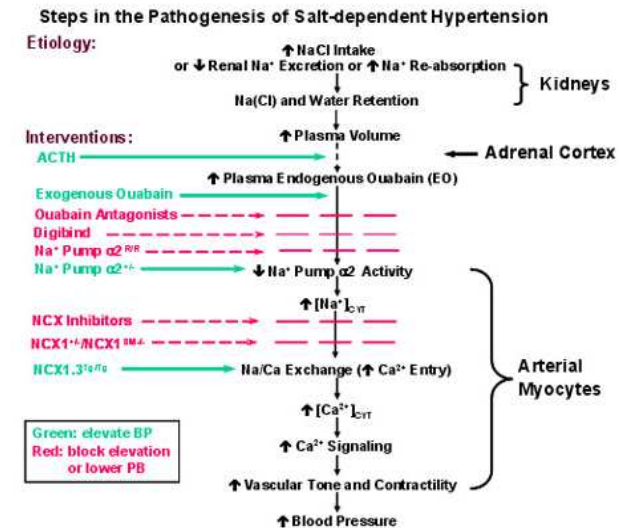 Steps in the Pathogenesis of Salt-dependent Hypertension
Etiology:
↑ NaCl Intake
or ↓ Renal Na⁺ Excretion or ↑ Na⁺ Re-absorption
Kidneys
Na(Cl) and Water Retention
Interventions:
↑ Plasma Volume
ACTH
Adrenal Cortex
↑ Plasma Endogenous Ouabain (EO)
Exogenous Ouabain
Ouabain Antagonists
Digibind
Na⁺ Pump α2 R/R
Na⁺ Pump α2⁺/⁻
↓ Na⁺ Pump α2 Activity
↑ [Na⁺]CYT
NCX Inhibitors
NCX1⁺/⁻/NCX1 SM-/-
Arterial
Myocytes
NCX1.3 Tg/Tg
Na/Ca Exchange (↑ Ca²⁺ Entry)
↑ [Ca²⁺]CYT
Green: elevate BP
Red: block elevation
or lower PB
↑ Ca²⁺ Signaling
↑ Vascular Tone and Contractility
↑ Blood Pressure